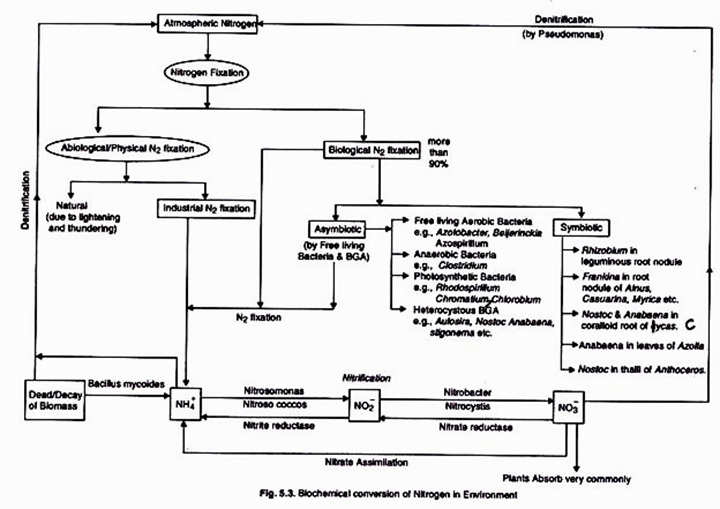 Denitrification
(by Pseudomonas)
Atmospheric Nitrogen
Nitrogen Fixation
Abiological/Physical N2 fixation
Biological N2 fixation
more
than
90%
Denitrification
Natural
(due to lightening
and thundering)
Industrial N2 fixation
Asymbiotic
(by Free living
Bacteria & BGA)
Free living Aerobic Bacteria
e.g., Azotobacter, Beijerinckia
Azospirillum
Anaerobic Bacteria
e.g., Clostridium
Photosynthetic Bacteria
e.g., Rhodospirillum
Chromatium, Chlorobium
Heterocystous BGA
e.g., Aulosira, Nostoc Anabaena,
stigonema etc.
Symbiotic
Rhizobium in
leguminous root nodule
Frankina in root
nodule of Alnus,
Casuarina, Myrica etc.
Nostoc & Anabaena in
coralloid root of cycas. C
Anabaena in leaves of Azolla
Nostoc in thalli of Anthoceros.
N2 fixation
Dead/Decay
of Biomass
Bacillus mycoides
NH4+
Nitrosomonas
Nitroso coccos
Nitrite reductase
Nitrification
NO2−
Nitrobacter
Nitrocystis
Nitrate reductase
NO3−
Nitrate Assimilation
Plants Absorb very commonly
Fig. 5.3. Biochemical conversion of Nitrogen in Environment